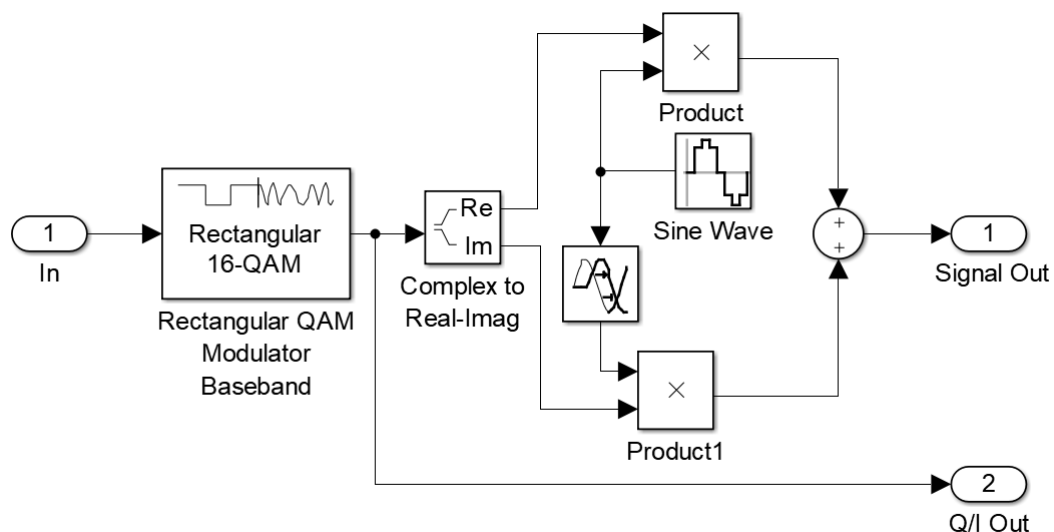 1
In
Rectangular
16-QAM
Rectangular QAM
Modulator
Baseband
Re
Im
Complex to
Real-Imag
×
Product
Sine Wave
×
Product1
+
+
1
Signal Out
2
Q/I Out